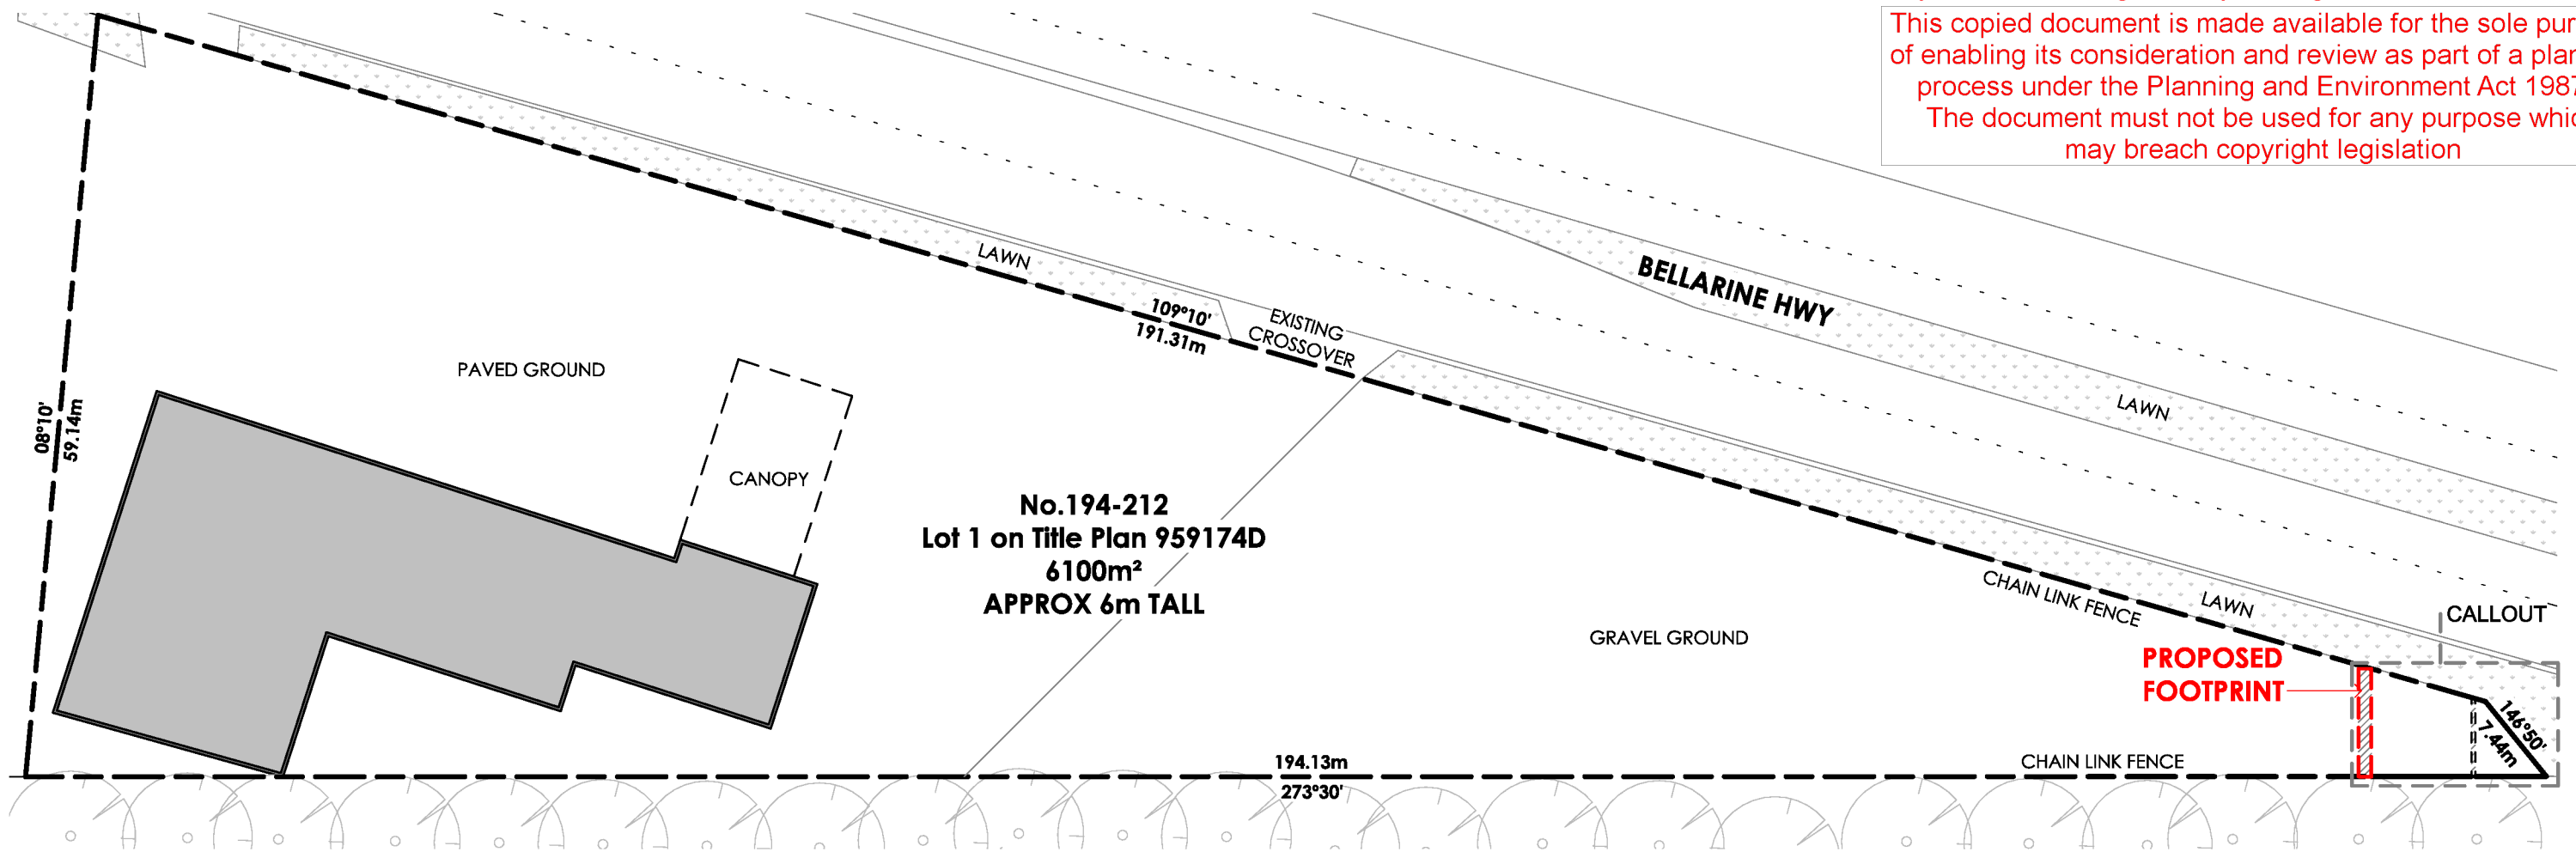 This copied document is made available for the sole pur
of enabling its consideration and review as part of a plan
process under the Planning and Environment Act 1987
The document must not be used for any purpose whic
may breach copyright legislation
BELLARINE HWY
LAWN
109°10'
191.31m
EXISTING
CROSSOVER
PAVED GROUND
08°10'
59.14m
CANOPY
LAWN
No.194-212
Lot 1 on Title Plan 959174D
6100m²
APPROX 6m TALL
CHAIN LINK FENCE
LAWN
CALLOUT
GRAVEL GROUND
PROPOSED
FOOTPRINT
146°50'
7.44m
194.13m
273°30'
CHAIN LINK FENCE